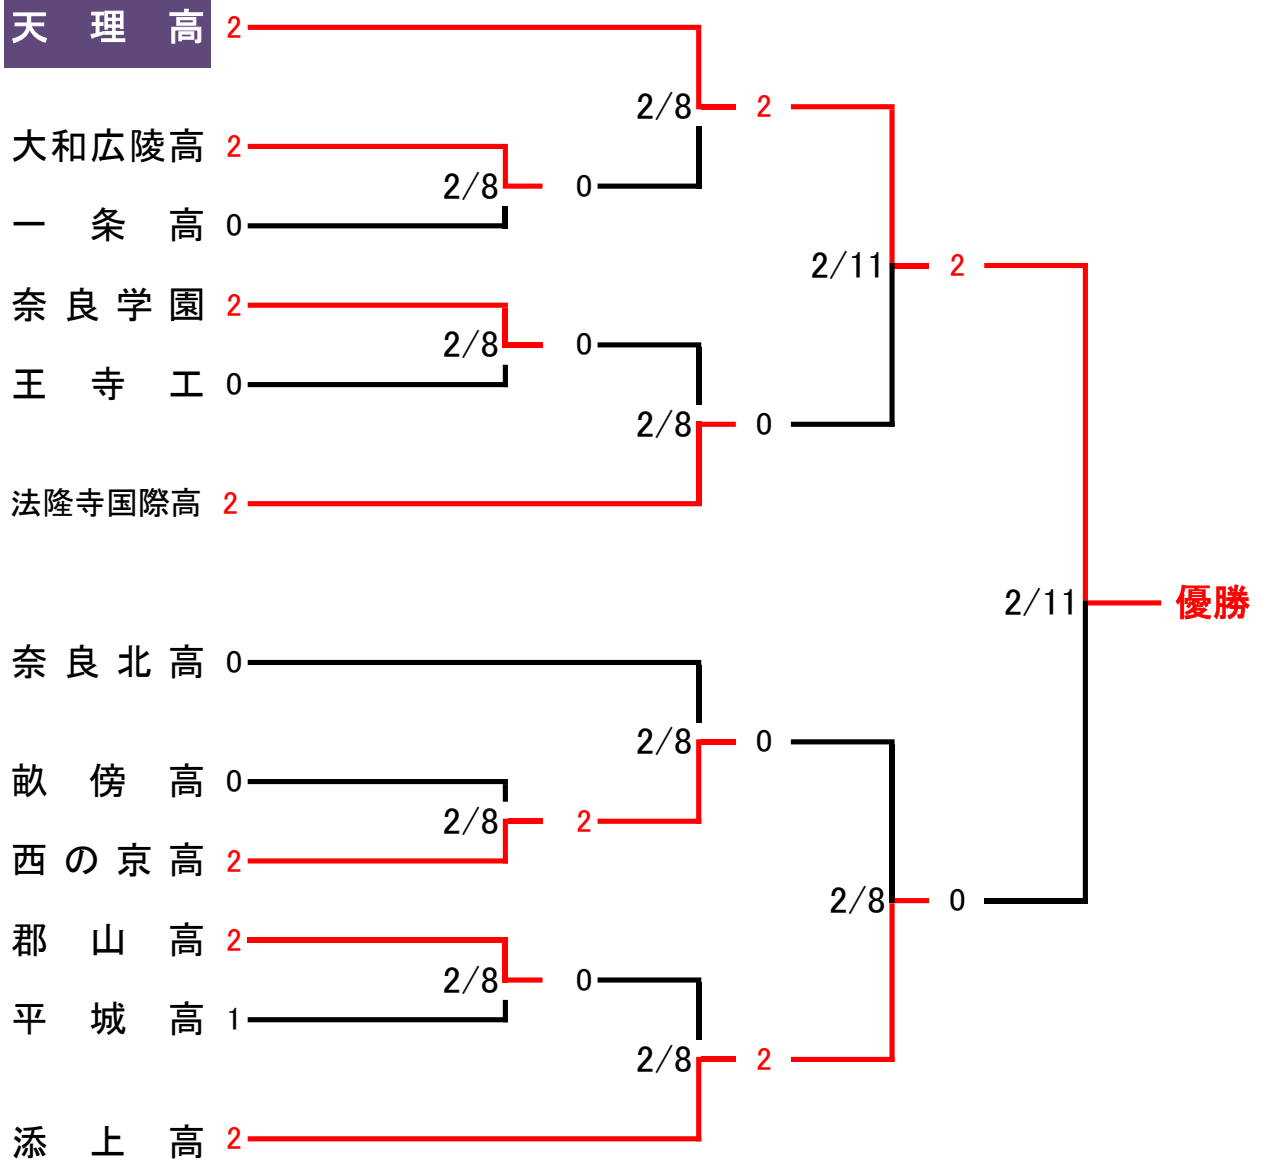 天理高 2
2/8 2
大和広陵高 2
2/8 0
一条高 0
2/11 2
奈良学園 2
2/8 0
王寺工 0
2/8 0
法隆寺国際高 2
2/11 優勝
奈良北高 0
2/8 0
畝傍高 0
2/8 2
西の京高 2
2/8 0
郡山高 2
2/8 0
平城高 1
2/8 2
添上高 2